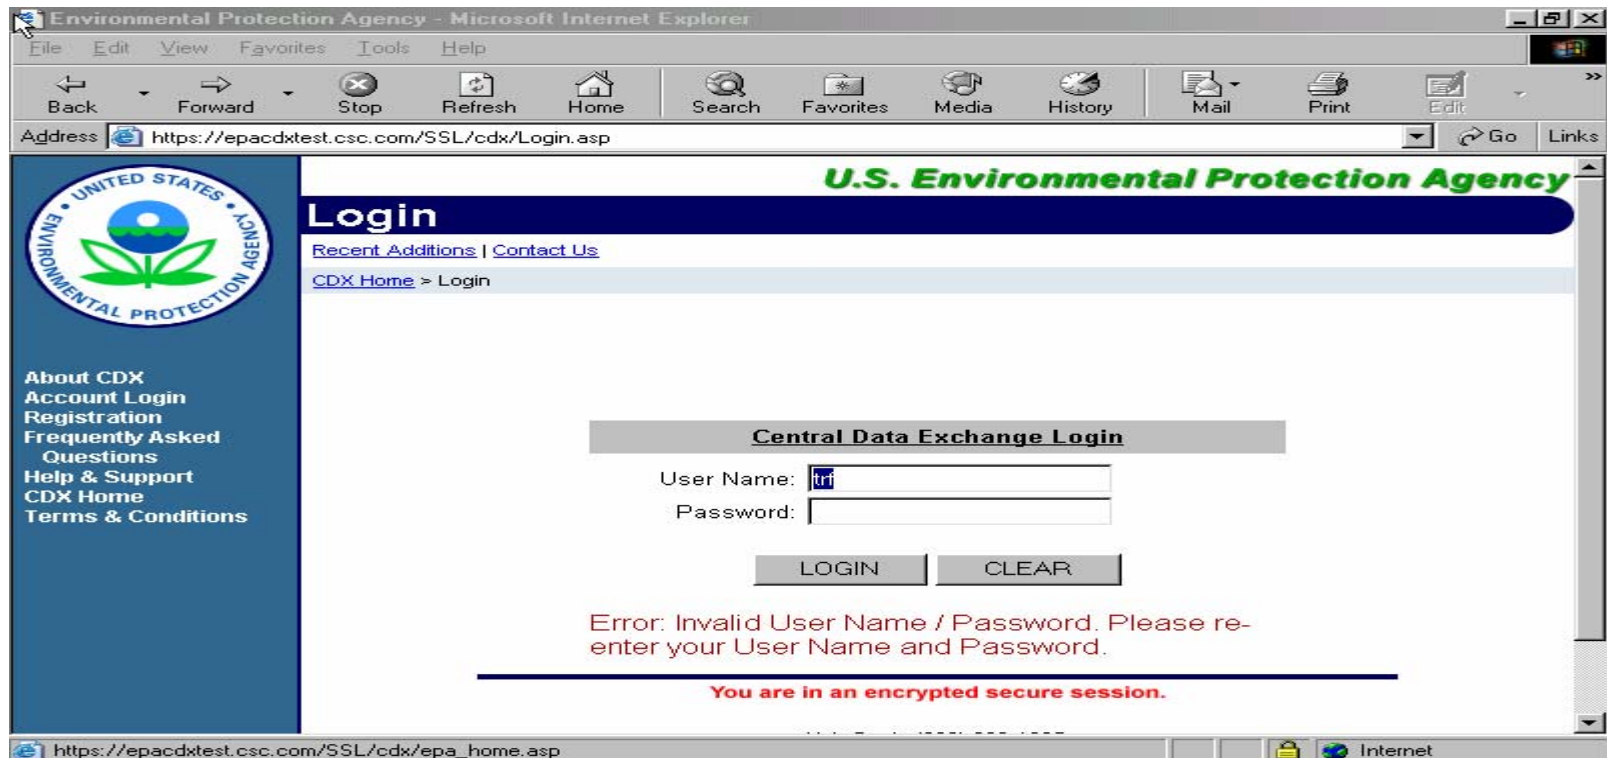 Environmental Protection Agency - Microsoft Internet Explorer
File Edit View Favorites Tools Help
Back Forward Stop Refresh Home Search Favorites Media History Mail Print Edit »
Address https://epacdxtest.csc.com/SSL/cdx/Login.asp Go Links
UNITED STATES
ENVIRONMENTAL PROTECTION AGENCY
U.S. Environmental Protection Agency
Login
Recent Additions | Contact Us
CDX Home > Login
About CDX
Account Login
Registration
Frequently Asked
Questions
Help & Support
CDX Home
Terms & Conditions
Central Data Exchange Login
User Name: trf
Password:
LOGIN CLEAR
Error: Invalid User Name / Password. Please re-
enter your User Name and Password.
You are in an encrypted secure session.
https://epacdxtest.csc.com/SSL/cdx/epa_home.asp Internet